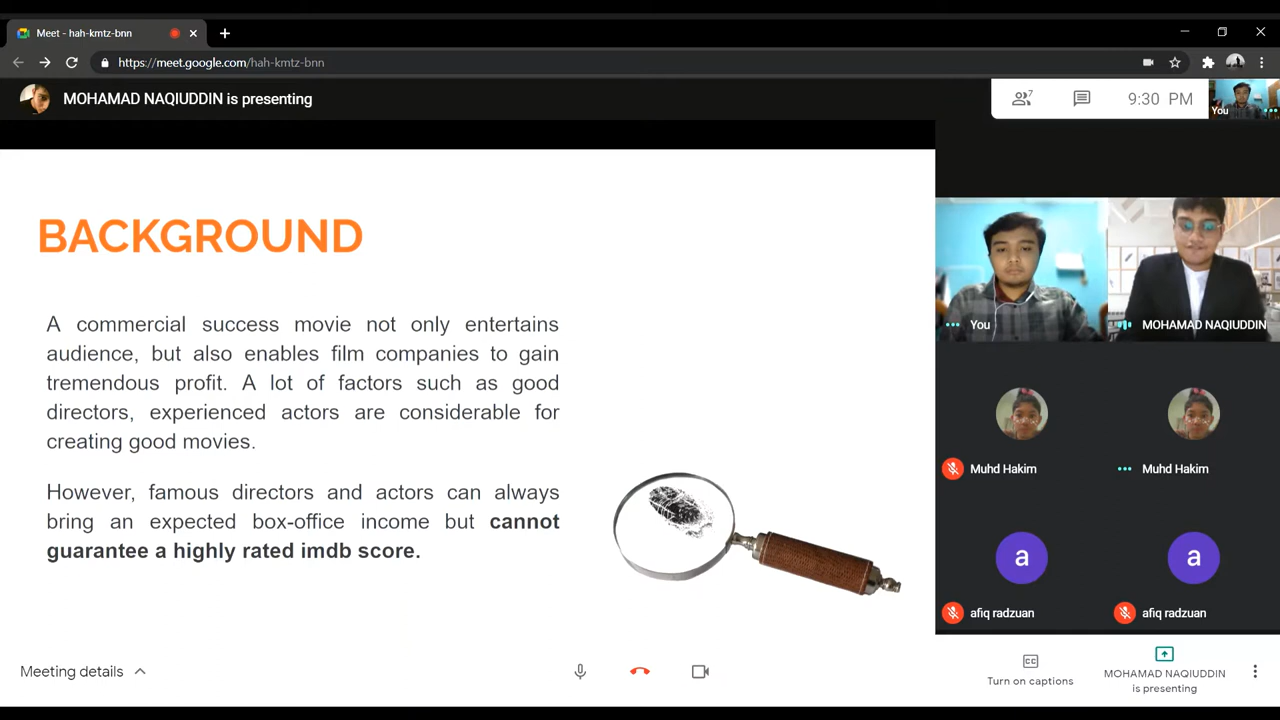 Meet - hah-kmtz-bnn
https://meet.google.com/hah-kmtz-bnn
MOHAMAD NAQIUDDIN is presenting
7
9:30 PM
You
BACKGROUND
A commercial success movie not only entertains
audience, but also enables film companies to gain
tremendous profit. A lot of factors such as good
directors, experienced actors are considerable for
creating good movies.
However, famous directors and actors can always
bring an expected box-office income but cannot
guarantee a highly rated imdb score.
You
MOHAMAD NAQIUDDIN
Muhd Hakim
Muhd Hakim
a
a
afiq radzuan
afiq radzuan
Meeting details
CC
Turn on captions
MOHAMAD NAQIUDDIN
is presenting